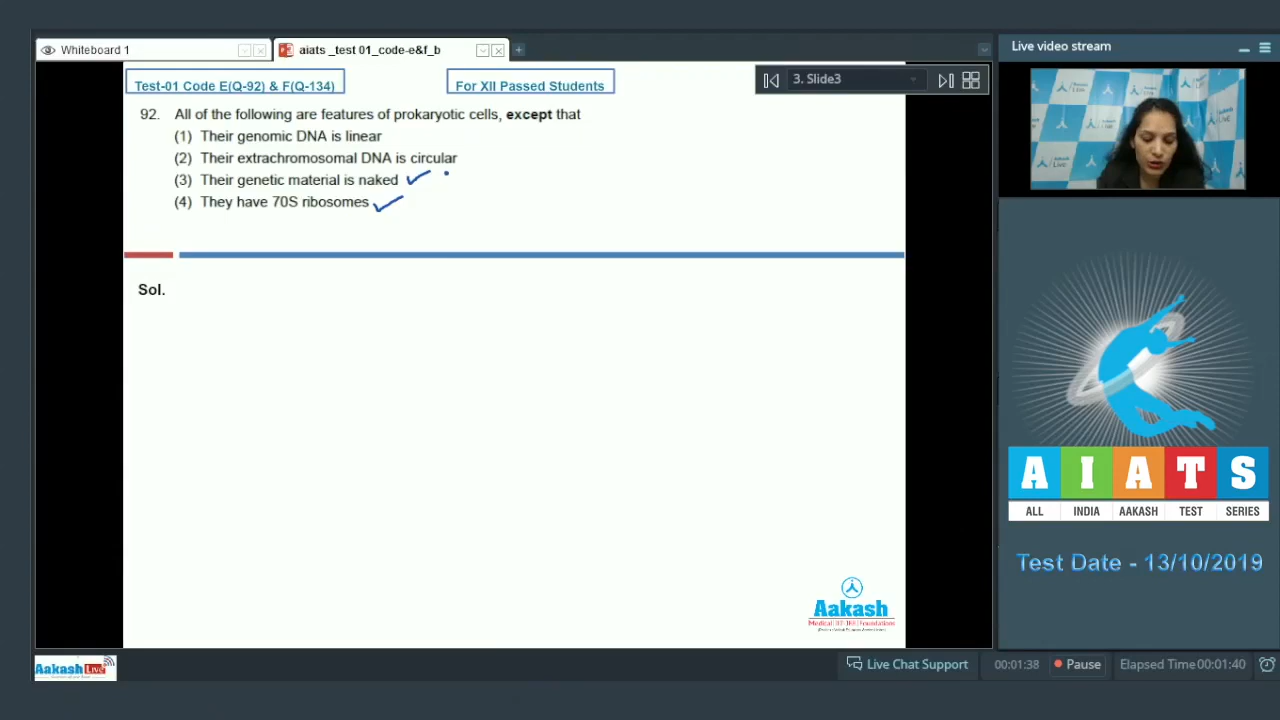 Whiteboard 1
aiats _test 01_code-e&f_b
Live video stream
Test-01 Code E(Q-92) & F(Q-134)
For XII Passed Students
3. Slide3
92. All of the following are features of prokaryotic cells, except that
(1) Their genomic DNA is linear
(2) Their extrachromosomal DNA is circular
(3) Their genetic material is naked
(4) They have 70S ribosomes
Sol.
A I A T S
ALL INDIA AAKASH TEST SERIES
Test Date - 13/10/2019
Aakash
Medical IIT-JEE Foundations
Aakash Live
Live Chat Support
00:01:38
Pause
Elapsed Time 00:01:40